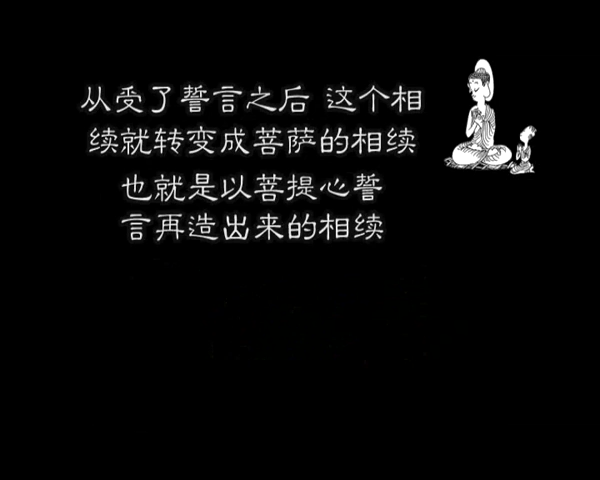 从受了誓言之后 这个相
续就转变成菩萨的相续
也就是以菩提心誓
言再造出来的相续